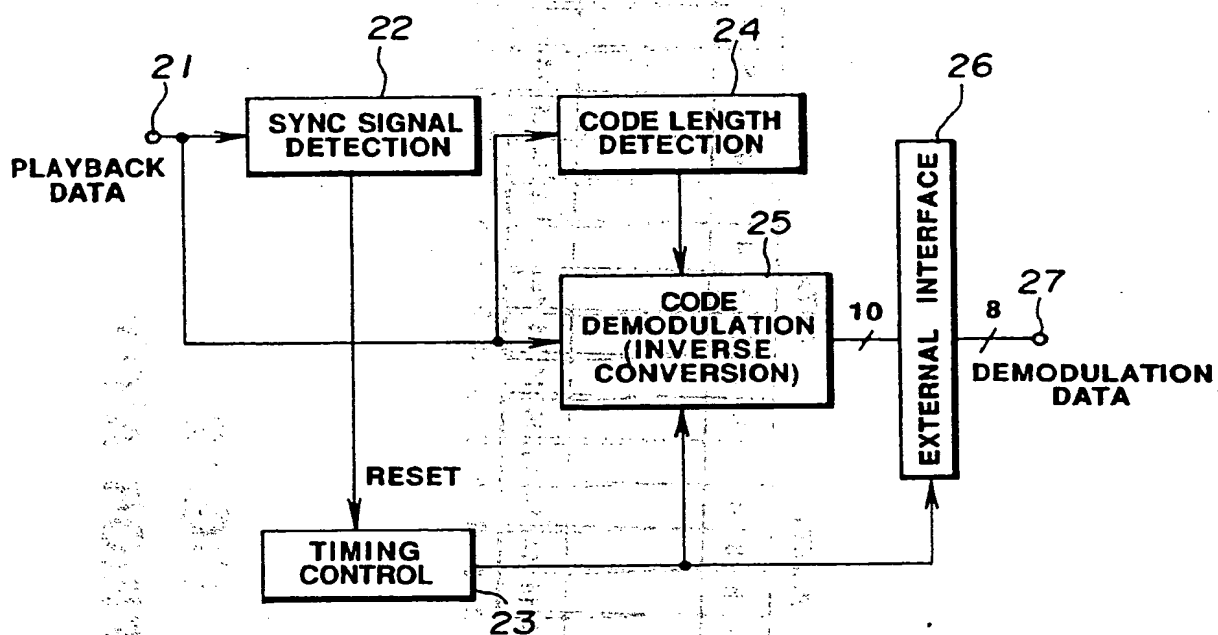 21
PLAYBACK
DATA
22
SYNC SIGNAL
DETECTION
24
CODE LENGTH
DETECTION
25
CODE
DEMODULATION
(INVERSE
CONVERSION)
RESET
TIMING
CONTROL
23
10
26
EXTERNAL INTERFACE
8
27
DEMODULATION
DATA